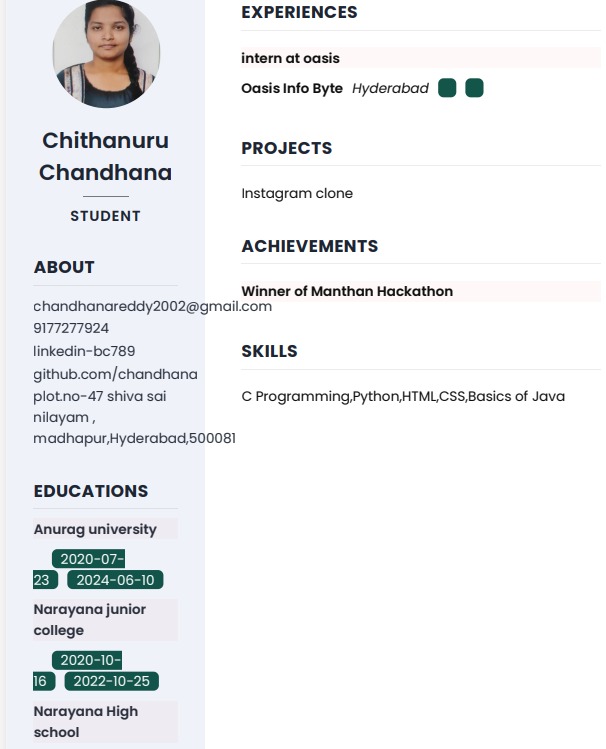 Chithanuru
Chandhana
STUDENT
ABOUT
chandhanareddy2002@gmail.com
9177277924
linkedin-bc789
github.com/chandhana
plot.no-47 shiva sai
nilayam ,
madhapur,Hyderabad,500081
EDUCATIONS
Anurag university
2020-07-
23 2024-06-10
Narayana junior
college
2020-10-
16 2022-10-25
Narayana High
school
EXPERIENCES
intern at oasis
Oasis Info Byte Hyderabad
PROJECTS
Instagram clone
ACHIEVEMENTS
Winner of Manthan Hackathon
SKILLS
C Programming,Python,HTML,CSS,Basics of Java